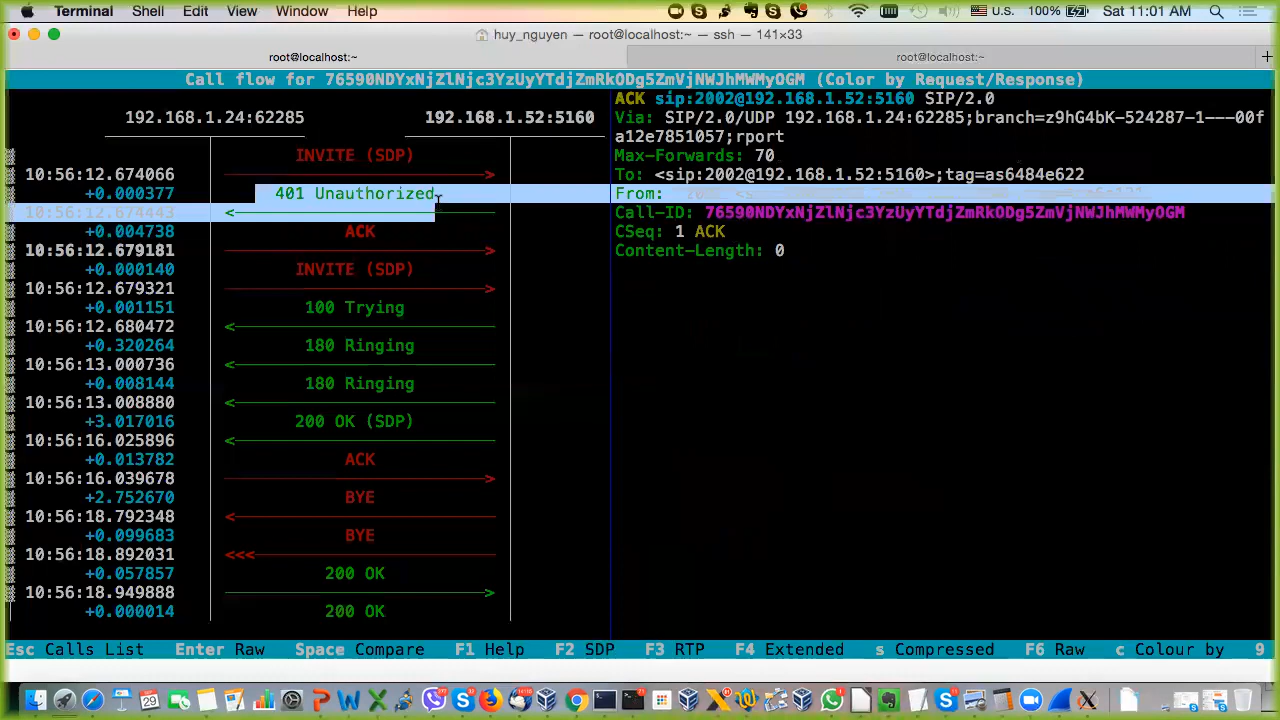 Terminal Shell Edit View Window Help U.S. 100% Sat 11:01 AM
huy_nguyen — root@localhost:~ — ssh — 141×33
root@localhost:~ root@localhost:~ +
Call flow for 76590NDYxNjZlNjc3YzUyYTdjZmRkODg5ZmVjNWJhMWMyOGM (Color by Request/Response)
192.168.1.24:62285 192.168.1.52:5160
INVITE (SDP)
10:56:12.674066
+0.000377 401 Unauthorized
10:56:12.674443
+0.004738 ACK
10:56:12.679181
+0.000140 INVITE (SDP)
10:56:12.679321
+0.001151 100 Trying
10:56:12.680472
+0.320264 180 Ringing
10:56:13.000736
+0.008144 180 Ringing
10:56:13.008880
+3.017016 200 OK (SDP)
10:56:16.025896
+0.013782 ACK
10:56:16.039678
+2.752670 BYE
10:56:18.792348
+0.099683 BYE
10:56:18.892031 <<<
+0.057857 200 OK
10:56:18.949888
+0.000014 200 OK
ACK sip:2002@192.168.1.52:5160 SIP/2.0
Via: SIP/2.0/UDP 192.168.1.24:62285;branch=z9hG4bK-524287-1---00f
a12e7851057;rport
Max-Forwards: 70
To: <sip:2002@192.168.1.52:5160>;tag=as6484e622
From:
Call-ID: 76590NDYxNjZlNjc3YzUyYTdjZmRkODg5ZmVjNWJhMWMyOGM
CSeq: 1 ACK
Content-Length: 0
Esc Calls List Enter Raw Space Compare F1 Help F2 SDP F3 RTP F4 Extended s Compressed F6 Raw c Colour by 9